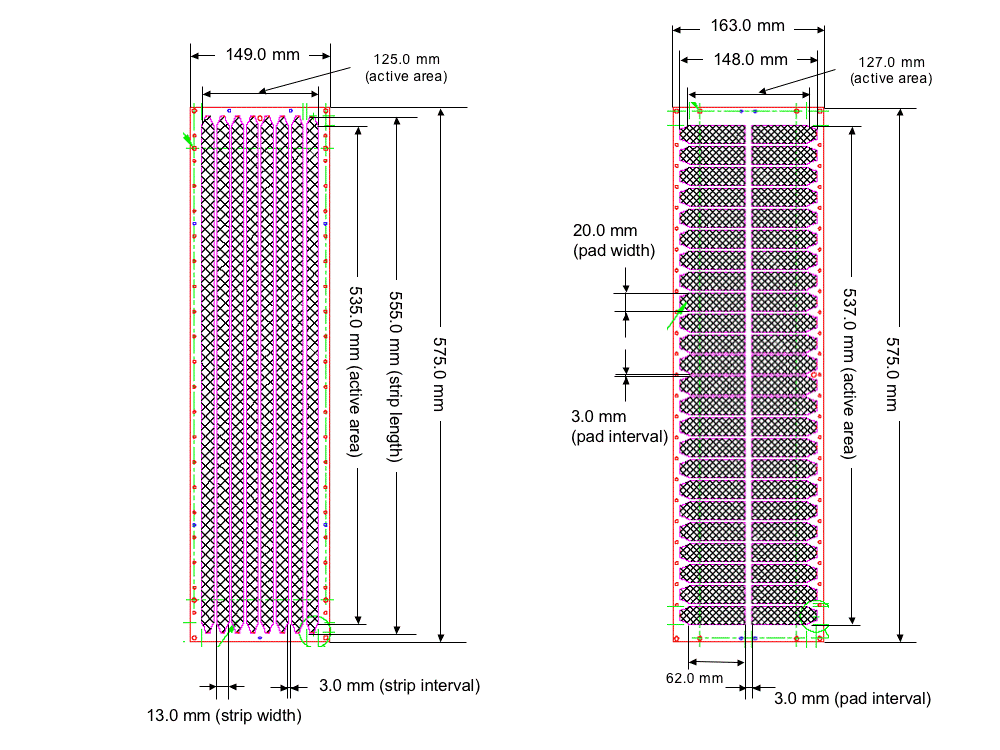 149.0 mm
125.0 mm
(active area)
535.0 mm (active area)
555.0 mm (strip length)
575.0 mm
3.0 mm (strip interval)
13.0 mm (strip width)
163.0 mm
148.0 mm
127.0 mm
(active area)
20.0 mm
(pad width)
3.0 mm
(pad interval)
537.0 mm (active area)
575.0 mm
62.0 mm
3.0 mm (pad interval)